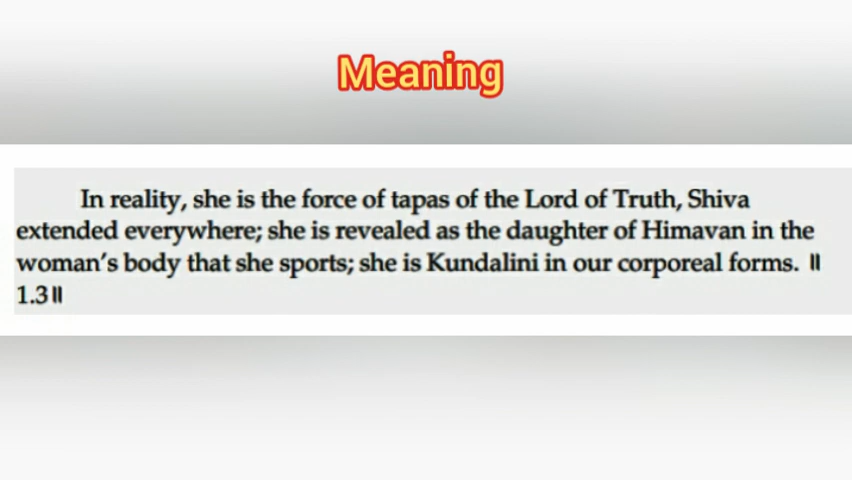 Meaning
In reality, she is the force of tapas of the Lord of Truth, Shiva
extended everywhere; she is revealed as the daughter of Himavan in the
woman's body that she sports; she is Kundalini in our corporeal forms. ॥
1.3॥